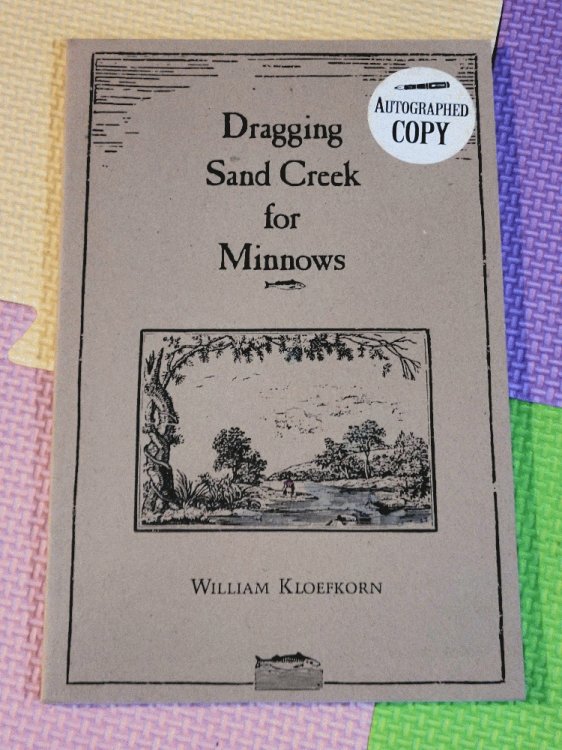 Dragging
Sand Creek
for
Minnows
AUTOGRAPHED
COPY
WILLIAM KLOEFKORN